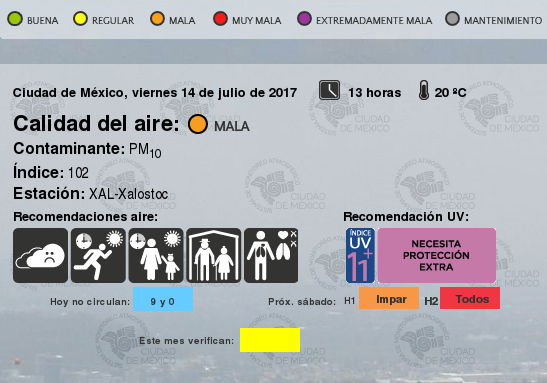 BUENA REGULAR MALA MUY MALA EXTREMADAMENTE MALA MANTENIMIENTO
Ciudad de México, viernes 14 de julio de 2017 13 horas 20 ºC
Calidad del aire: MALA
Contaminante: PM10
Índice: 102
Estación: XAL-Xalostoc
Recomendaciones aire: Recomendación UV:
ÍNDICE
UV
11+
NECESITA
PROTECCIÓN
EXTRA
Hoy no circulan: 9 y 0 Próx. sábado: H1 Impar H2 Todos
Este mes verifican: